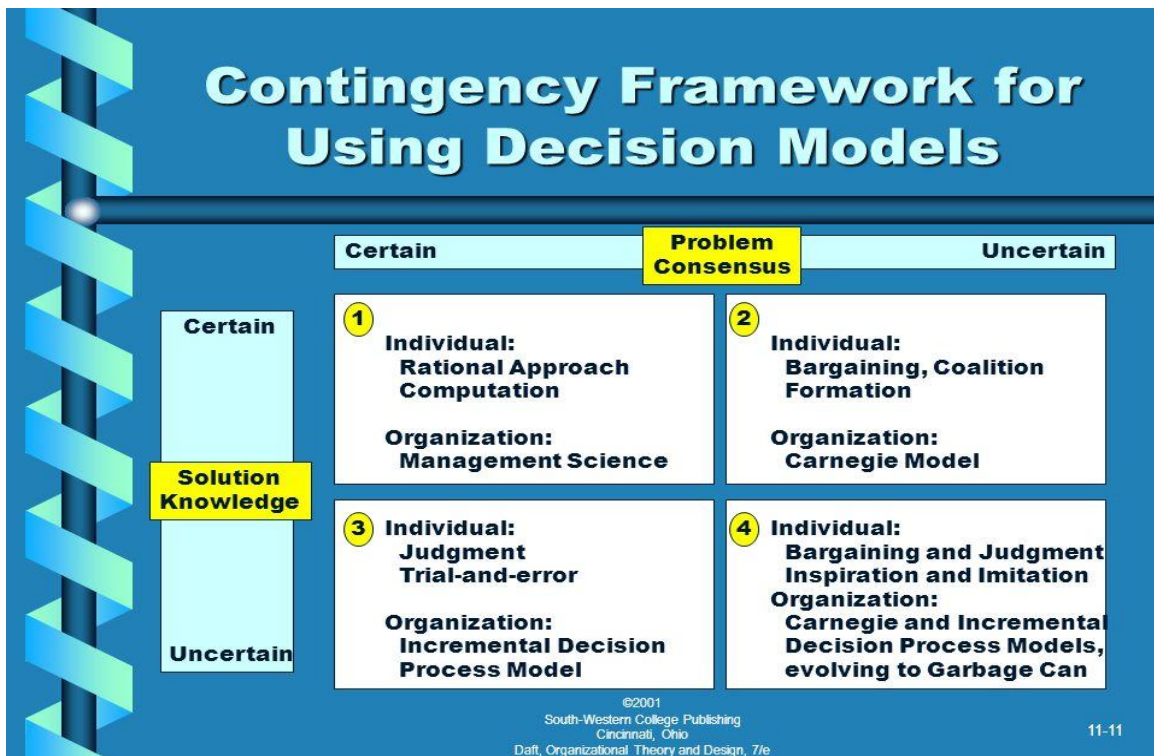 Contingency Framework for
Using Decision Models
Certain
Problem
Consensus
Uncertain
Certain
Solution
Knowledge
Uncertain
1
Individual:
Rational Approach
Computation
Organization:
Management Science
2
Individual:
Bargaining, Coalition
Formation
Organization:
Carnegie Model
3
Individual:
Judgment
Trial-and-error
Organization:
Incremental Decision
Process Model
4
Individual:
Bargaining and Judgment
Inspiration and Imitation
Organization:
Carnegie and Incremental
Decision Process Models,
evolving to Garbage Can
©2001
South-Western College Publishing
Cincinnati, Ohio
Daft, Organizational Theory and Design, 7/e
11-11